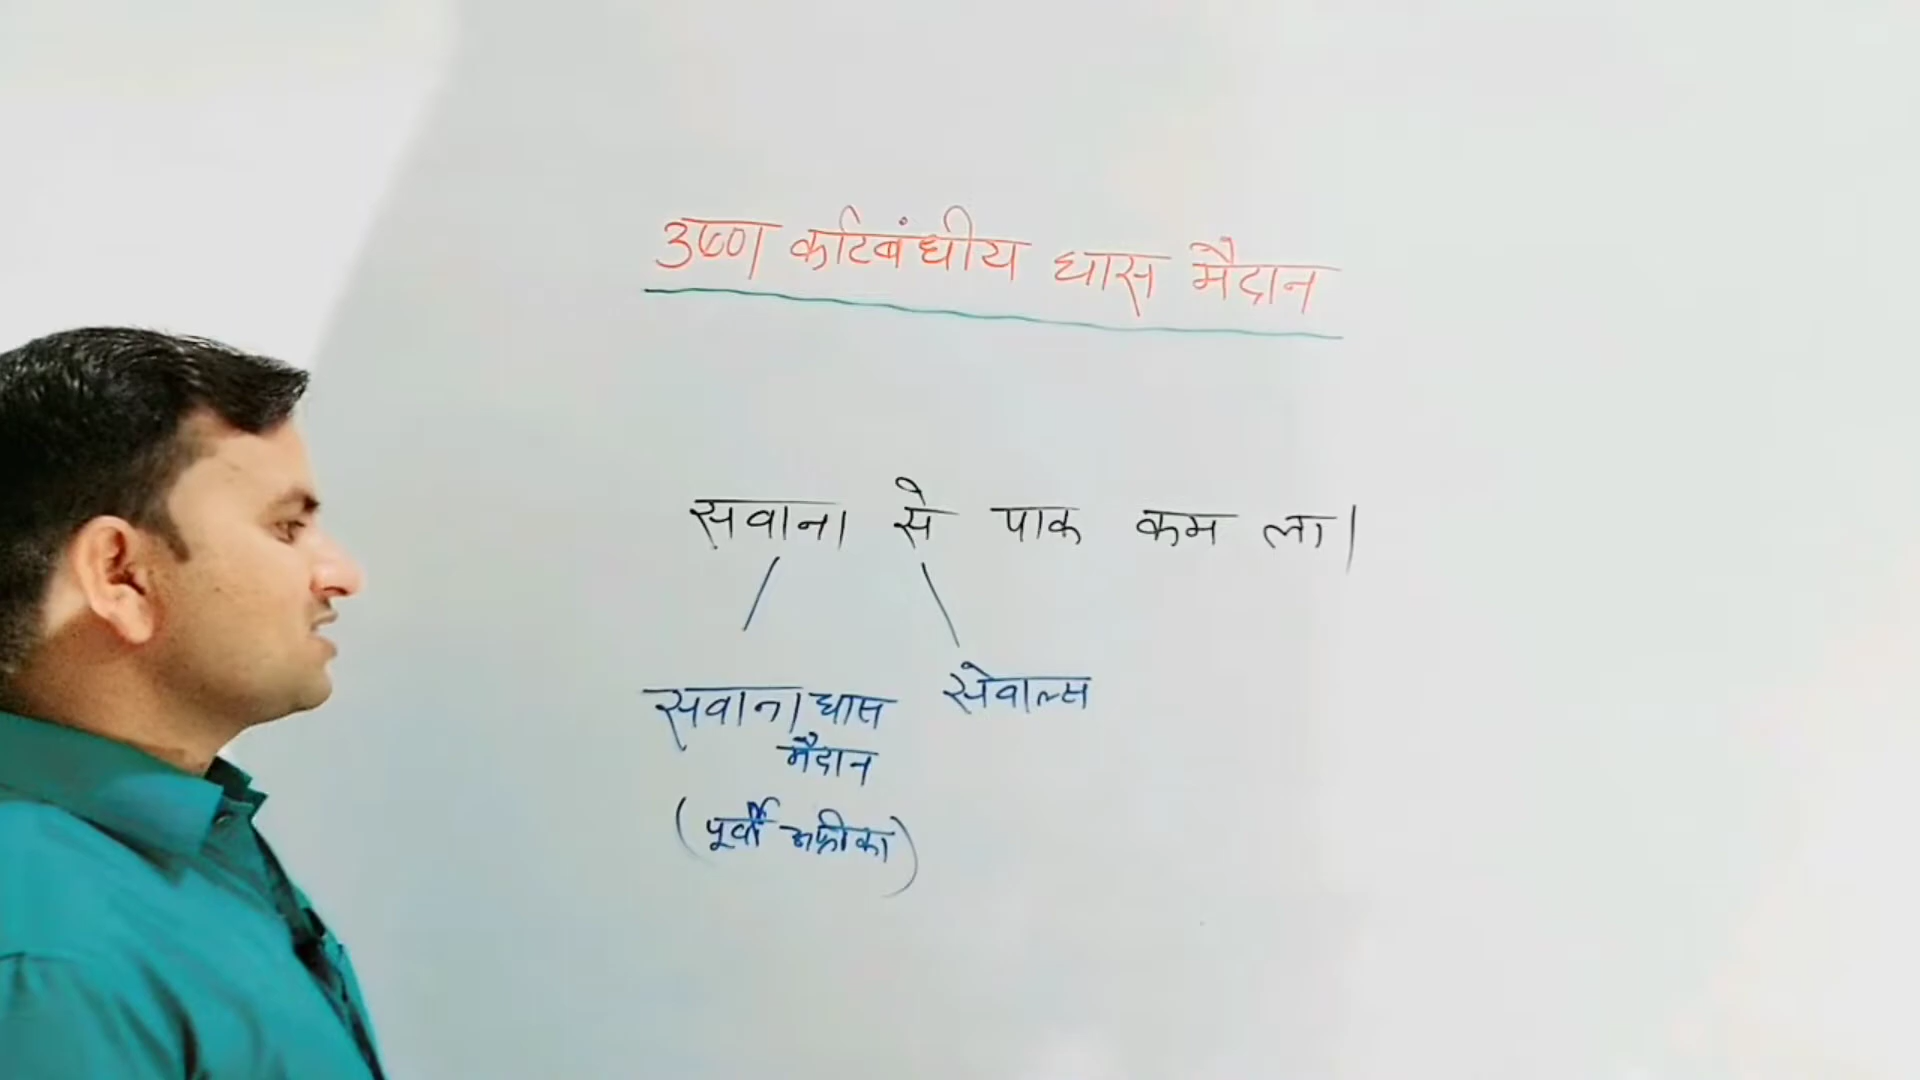 उष्ण कटिबंधीय घास मैदान
सवाना से पाक कम ला।
सवाना घास मैदान
सेवाल्स
(पूर्वी अफ्रीका)